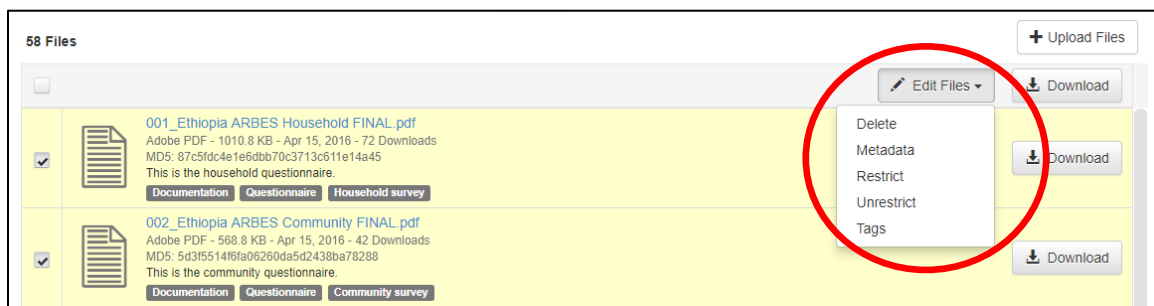 58 Files
Upload Files
Edit Files
Download
001_Ethiopia ARBES Household FINAL.pdf
Adobe PDF - 1010.8 KB - Apr 15, 2016 - 72 Downloads
MD5: 87c5fdc4e1e6dbb70c3713c611e14a45
This is the household questionnaire.
Documentation Questionnaire Household survey
Download
Delete
Metadata
Restrict
Unrestrict
Tags
002_Ethiopia ARBES Community FINAL.pdf
Adobe PDF - 568.8 KB - Apr 15, 2016 - 42 Downloads
MD5: 5d3f5514f6fa06260da5d2438ba78288
This is the community questionnaire.
Documentation Questionnaire Community survey
Download